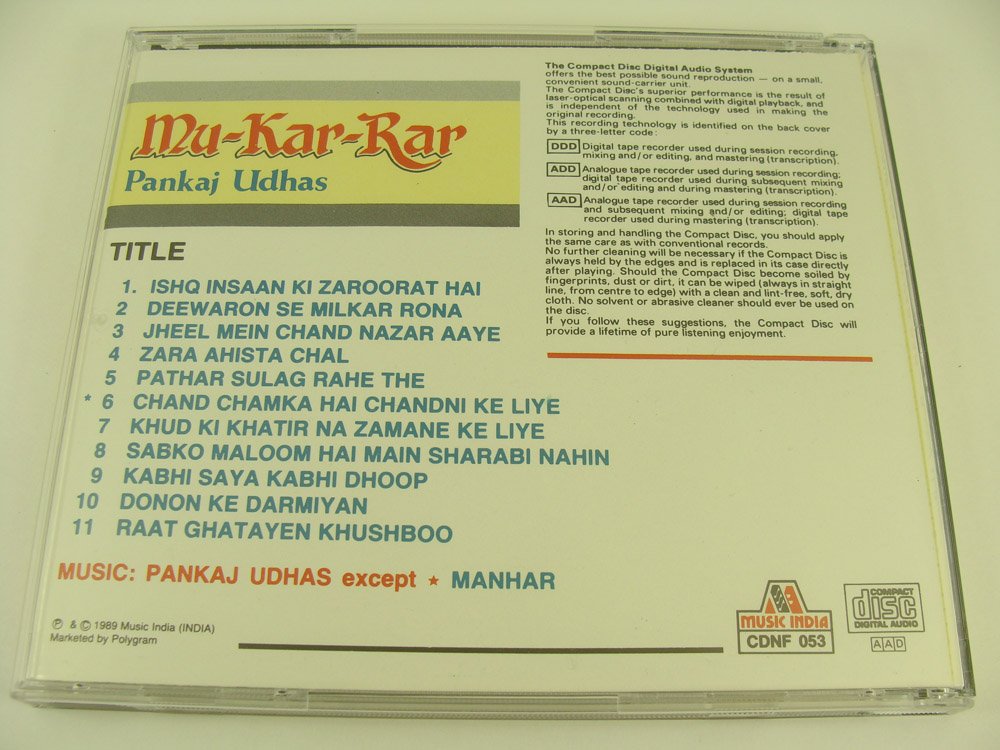 Mu-Kar-Rar
Pankaj Udhas
TITLE
1. ISHQ INSAAN KI ZAROORAT HAI
2 DEEWARON SE MILKAR RONA
3 JHEEL MEIN CHAND NAZAR AAYE
4 ZARA AHISTA CHAL
5 PATHAR SULAG RAHE THE
* 6 CHAND CHAMKA HAI CHANDNI KE LIYE
7 KHUD KI KHATIR NA ZAMANE KE LIYE
8 SABKO MALOOM HAI MAIN SHARABI NAHIN
9 KABHI SAYA KABHI DHOOP
10 DONON KE DARMIYAN
11 RAAT GHATAYEN KHUSHBOO
MUSIC: PANKAJ UDHAS except ★ MANHAR
℗ & © 1989 Music India (INDIA)
Marketed by Polygram
The Compact Disc Digital Audio System
offers the best possible sound reproduction — on a small,
convenient sound-carrier unit.
The Compact Disc's superior performance is the result of
laser-optical scanning combined with digital playback, and
is independent of the technology used in making the
original recording.
This recording technology is identified on the back cover
by a three-letter code:
DDD Digital tape recorder used during session recording,
mixing and/or editing, and mastering (transcription).
ADD Analogue tape recorder used during session recording;
digital tape recorder used during subsequent mixing
and/or editing and during mastering (transcription).
AAD Analogue tape recorder used during session recording
and subsequent mixing and/or editing; digital tape
recorder used during mastering (transcription).
In storing and handling the Compact Disc, you should apply
the same care as with conventional records.
No further cleaning will be necessary if the Compact Disc is
always held by the edges and is replaced in its case directly
after playing. Should the Compact Disc become soiled by
fingerprints, dust or dirt, it can be wiped (always in straight
line, from centre to edge) with a clean and lint-free, soft, dry
cloth. No solvent or abrasive cleaner should ever be used on
the disc.
If you follow these suggestions, the Compact Disc will
provide a lifetime of pure listening enjoyment.
MUSIC INDIA
CDNF 053
COMPACT
disc
DIGITAL AUDIO
AAD